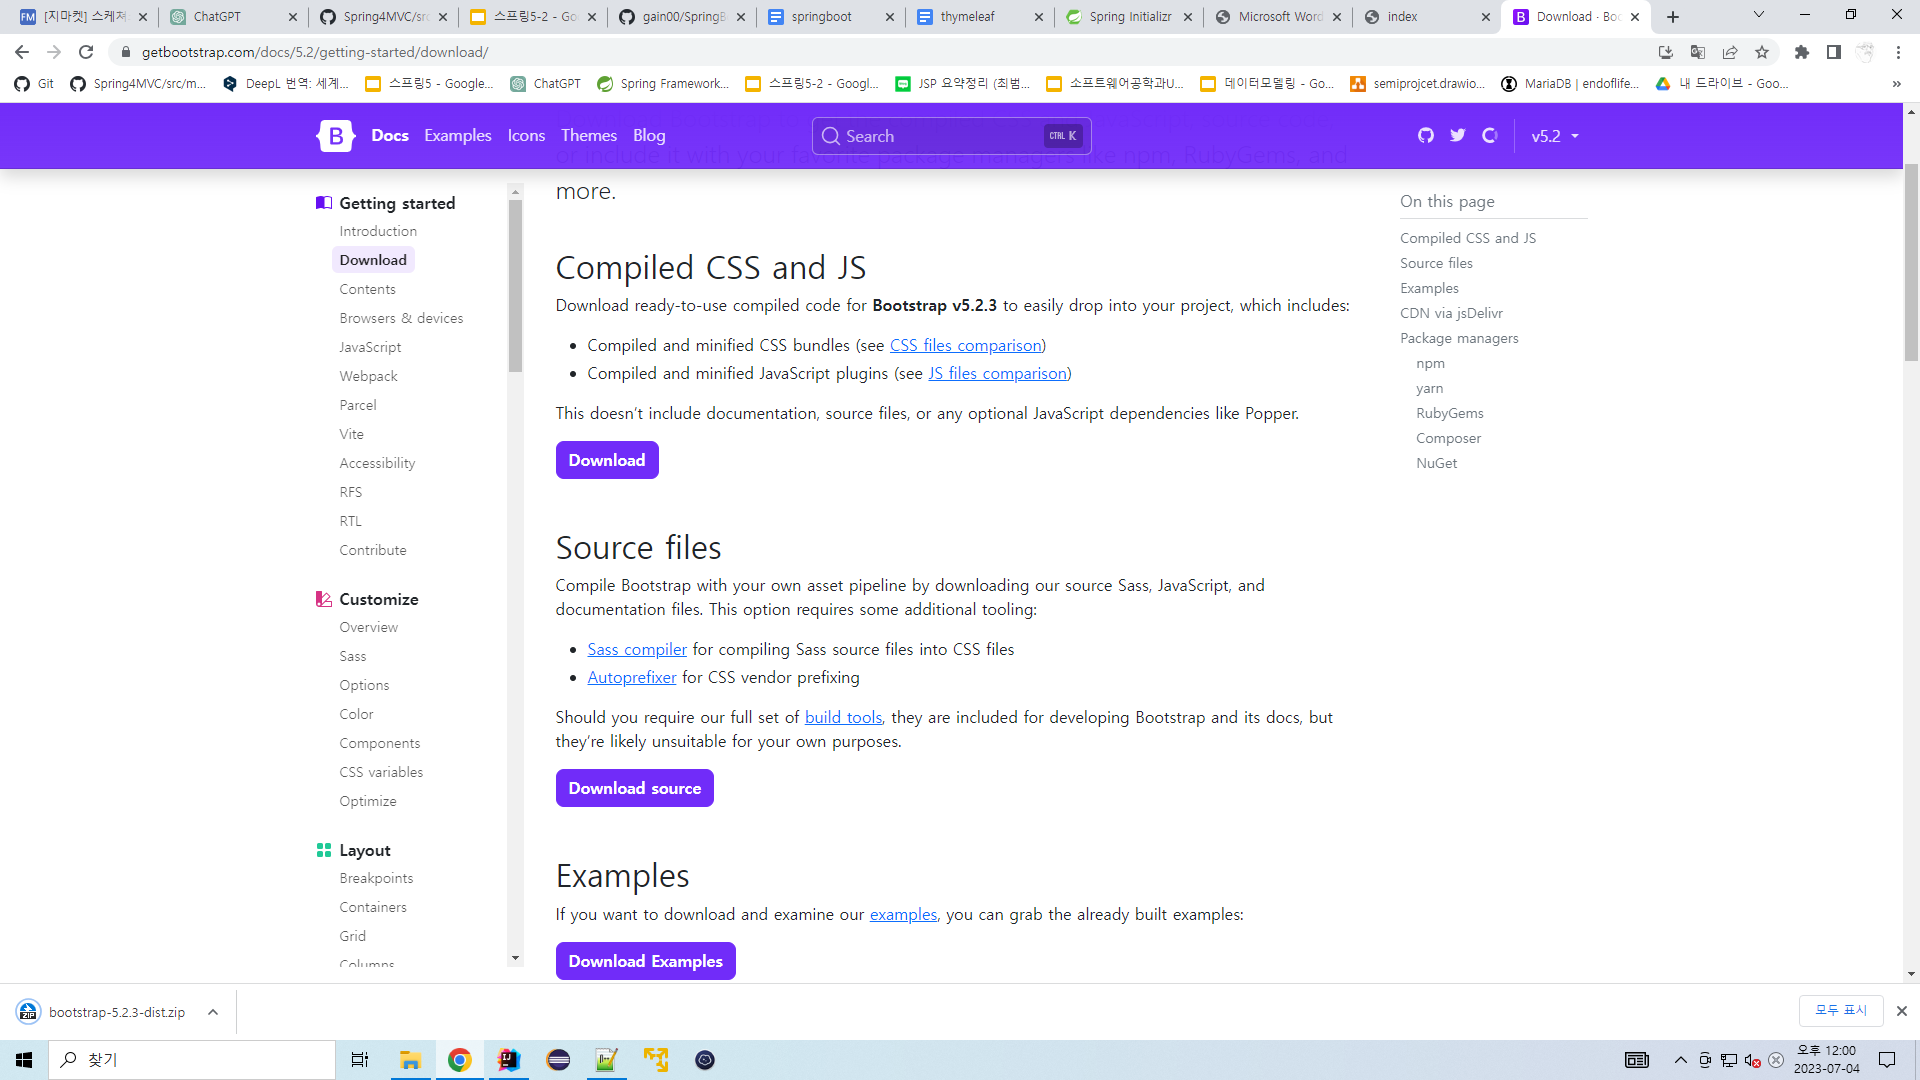 [지마켓] 스케쳐
ChatGPT
Spring4MVC/src
스프링5-2 - Go
gain00/SpringB
springboot
thymeleaf
Spring Initializr
Microsoft Word
index
Download · Boo
getbootstrap.com/docs/5.2/getting-started/download/
Git
Spring4MVC/src/m...
DeepL 번역: 세계...
스프링5 - Google...
ChatGPT
Spring Framework...
스프링5-2 - Googl...
JSP 요약정리 (최범...
소프트웨어공학과U...
데이터모델링 - Go...
semiprojcet.drawio...
MariaDB | endoflife...
내 드라이브 - Goo...
»
B
Docs
Examples
Icons
Themes
Blog
Search
CTRL K
v5.2
or include it with your favorite package managers like npm, RubyGems, and
more.
Getting started
Introduction
Download
Contents
Browsers & devices
JavaScript
Webpack
Parcel
Vite
Accessibility
RFS
RTL
Contribute
Customize
Overview
Sass
Options
Color
Components
CSS variables
Optimize
Layout
Breakpoints
Containers
Grid
Columns
Compiled CSS and JS
Download ready-to-use compiled code for Bootstrap v5.2.3 to easily drop into your project, which includes:
• Compiled and minified CSS bundles (see CSS files comparison)
• Compiled and minified JavaScript plugins (see JS files comparison)
This doesn't include documentation, source files, or any optional JavaScript dependencies like Popper.
Download
Source files
Compile Bootstrap with your own asset pipeline by downloading our source Sass, JavaScript, and
documentation files. This option requires some additional tooling:
• Sass compiler for compiling Sass source files into CSS files
• Autoprefixer for CSS vendor prefixing
Should you require our full set of build tools, they are included for developing Bootstrap and its docs, but
they're likely unsuitable for your own purposes.
Download source
Examples
If you want to download and examine our examples, you can grab the already built examples:
Download Examples
On this page
Compiled CSS and JS
Source files
Examples
CDN via jsDelivr
Package managers
npm
yarn
RubyGems
Composer
NuGet
bootstrap-5.2.3-dist.zip
모두 표시
찾기
오후 12:00
2023-07-04